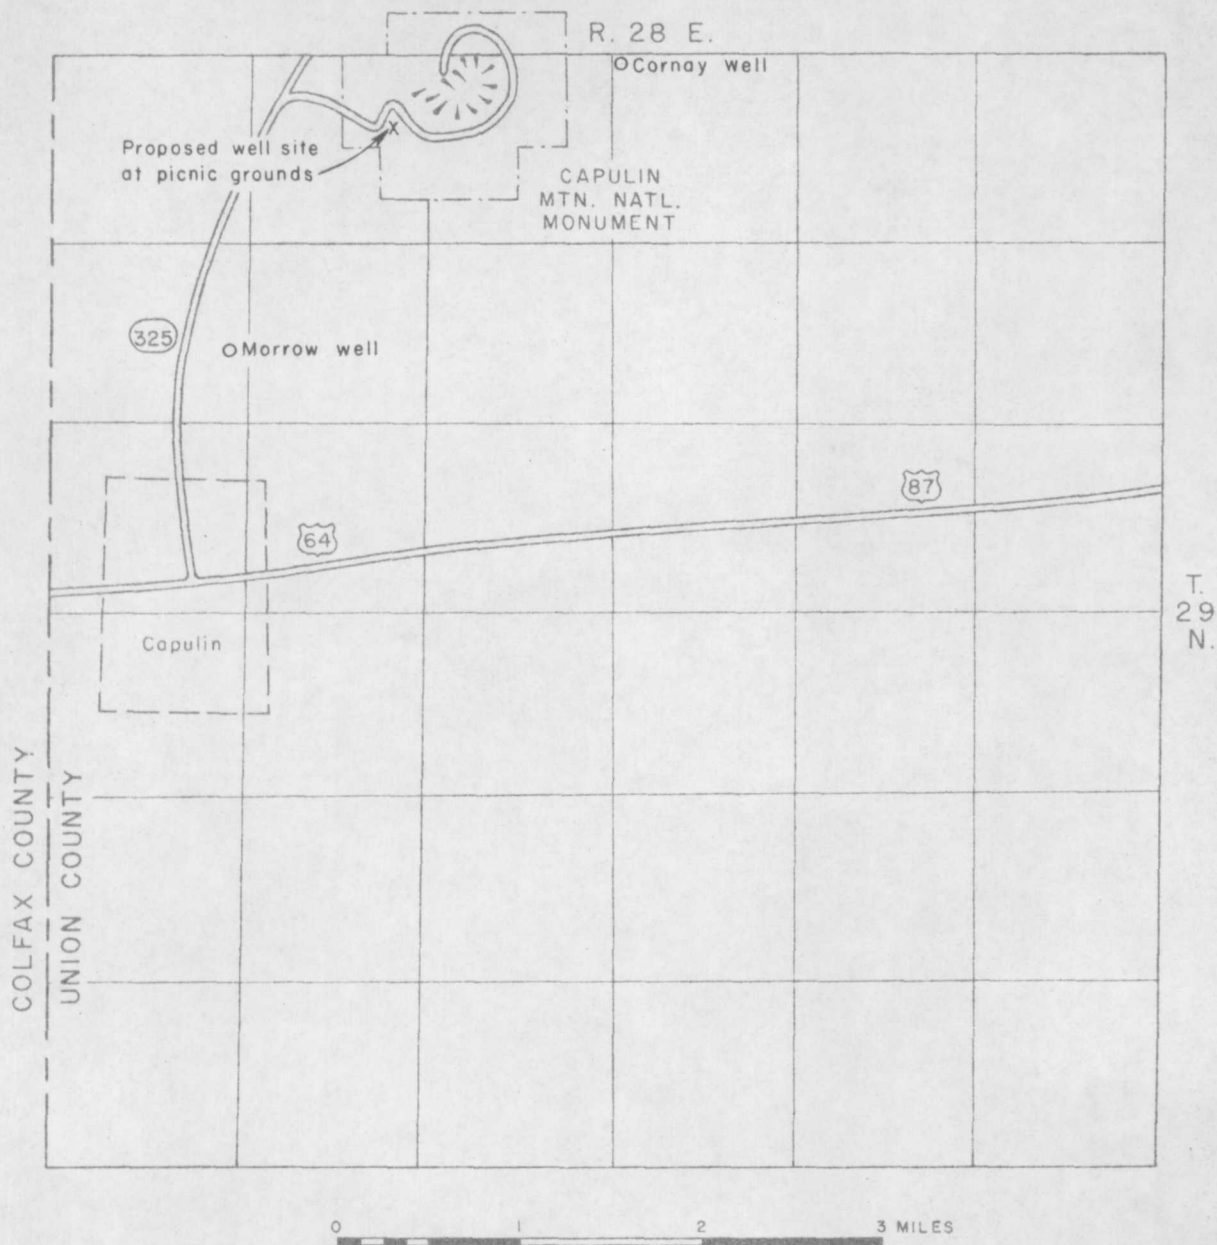 R. 28 E.
Cornay well
Proposed well site
at picnic grounds
X
CAPULIN
MTN. NATL.
MONUMENT
325
Morrow well
87
64
T.
29
N.
Capulin
COLFAX COUNTY
UNION COUNTY
0 1 2 3 MILES